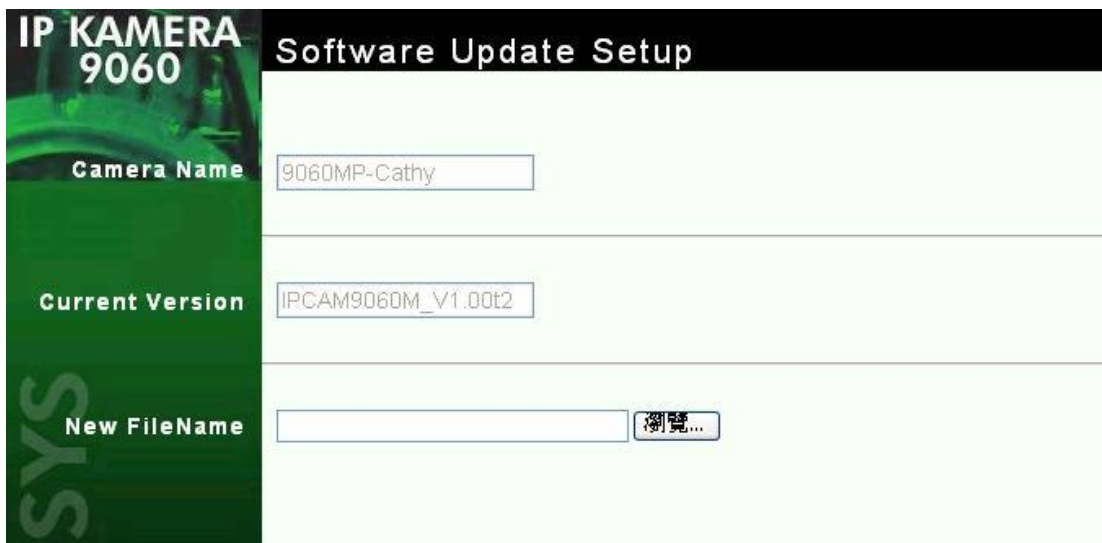 IP KAMERA
9060
Software Update Setup
Camera Name
9060MP-Cathy
Current Version
IPCAM9060M_V1.00t2
New FileName
瀏覽...
SYS